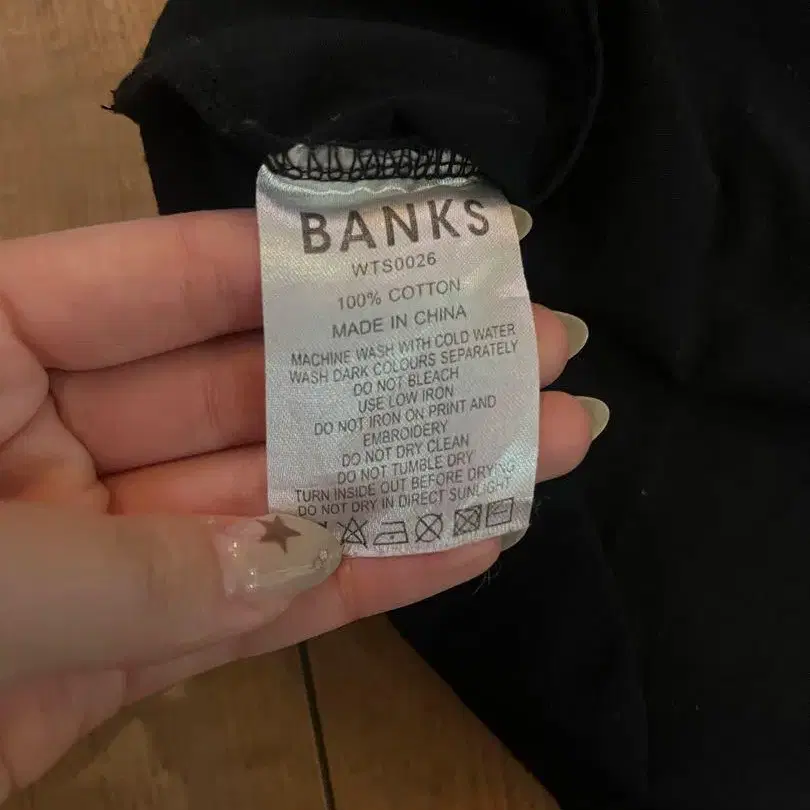 BANKS
WTS0026
100% COTTON
MADE IN CHINA
MACHINE WASH WITH COLD WATER
WASH DARK COLOURS SEPARATELY
DO NOT BLEACH
USE LOW IRON
DO NOT IRON ON PRINT AND
EMBROIDERY
DO NOT DRY CLEAN
DO NOT TUMBLE DRY
TURN INSIDE OUT BEFORE DRYING
DO NOT DRY IN DIRECT SUNLIGHT